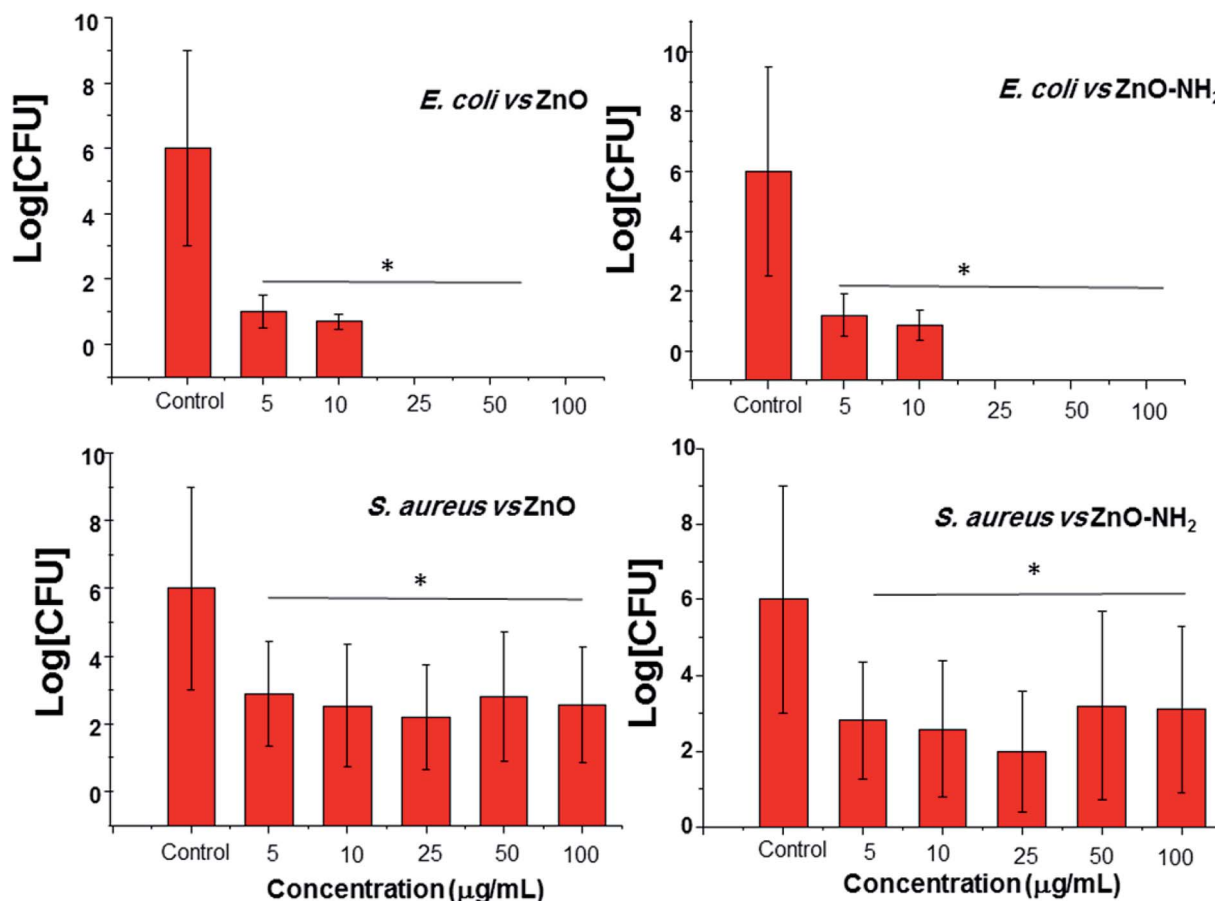 10
8
6
4
2
0
Log[CFU]
E. coli vs ZnO
*
Control 5 10 25 50 100
10
8
6
4
2
0
Log[CFU]
E. coli vs ZnO-NH₂
*
Control 5 10 25 50 100
10
8
6
4
2
0
Log[CFU]
S. aureus vs ZnO
*
Control 5 10 25 50 100
Concentration (μg/mL)
10
8
6
4
2
0
Log[CFU]
S. aureus vs ZnO-NH₂
*
Control 5 10 25 50 100
Concentration (μg/mL)